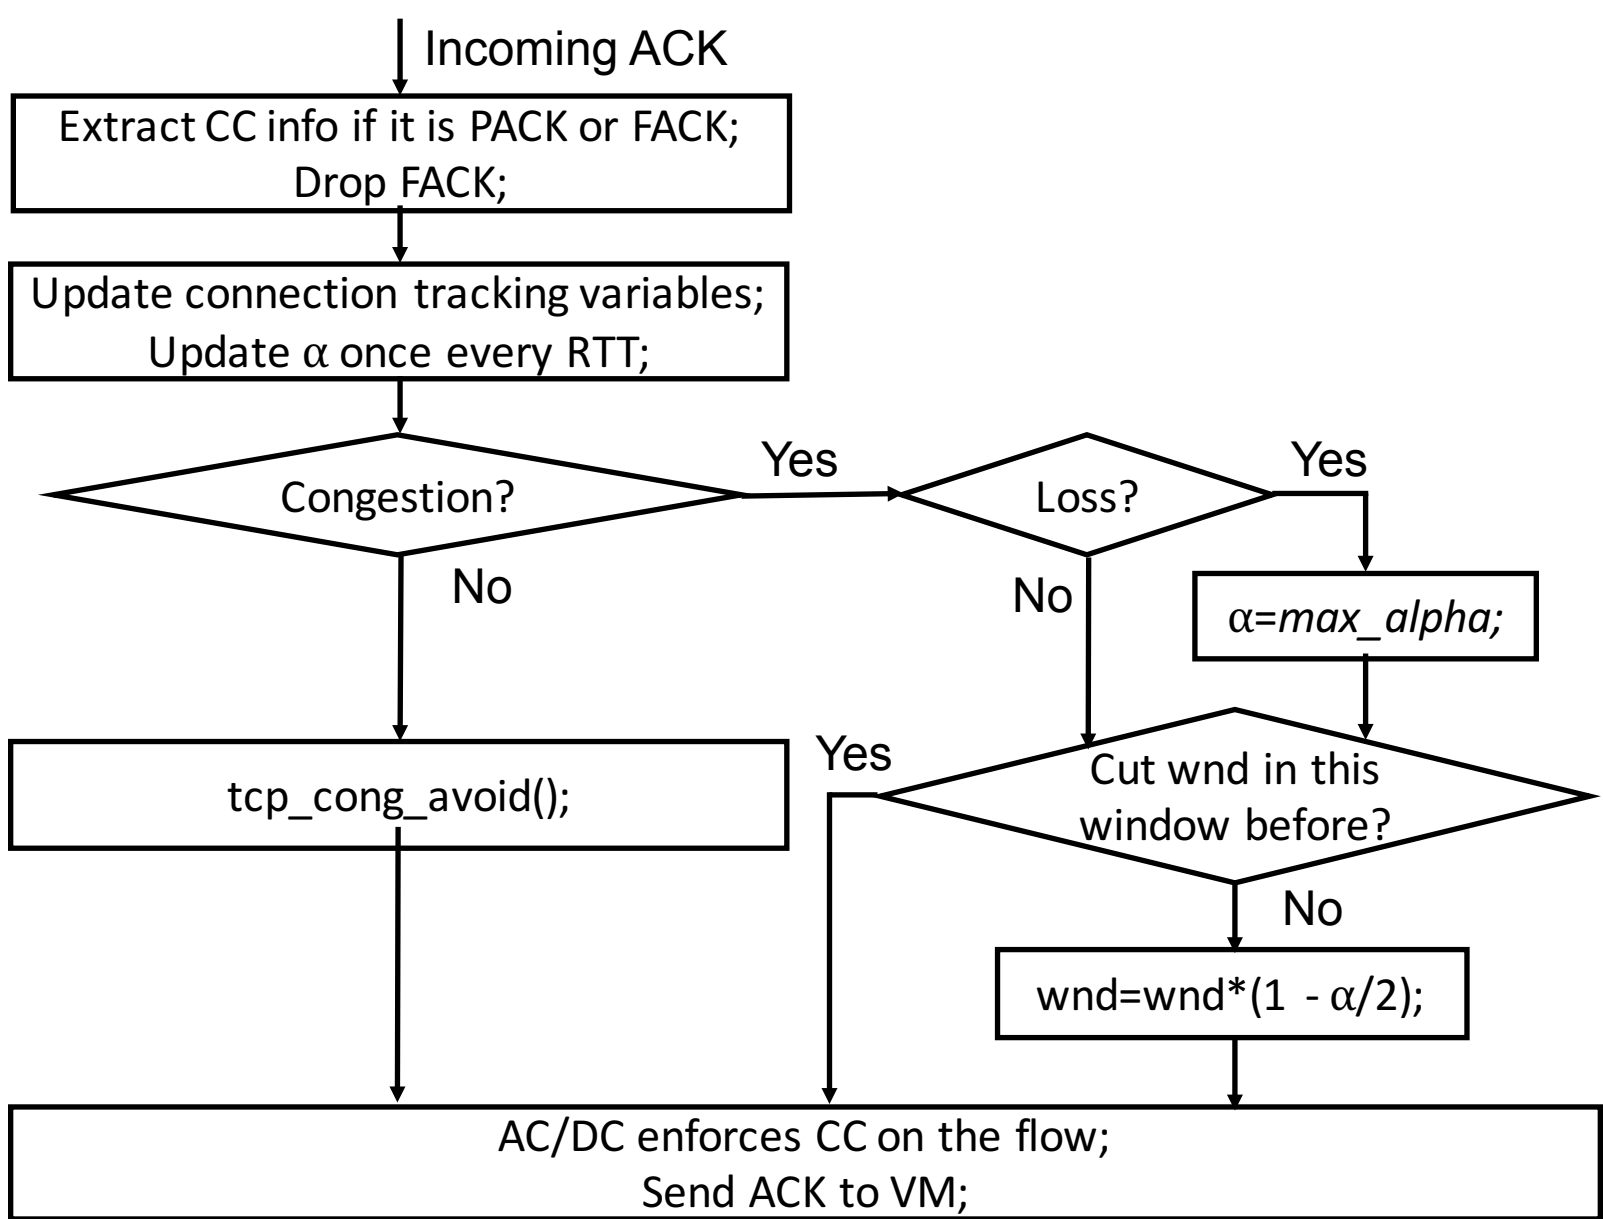 Incoming ACK
Extract CC info if it is PACK or FACK;
Drop FACK;
Update connection tracking variables;
Update α once every RTT;
Congestion?
Yes
Loss?
Yes
No
No
α=max_alpha;
tcp_cong_avoid();
Yes
Cut wnd in this
window before?
No
wnd=wnd*(1 - α/2);
AC/DC enforces CC on the flow;
Send ACK to VM;